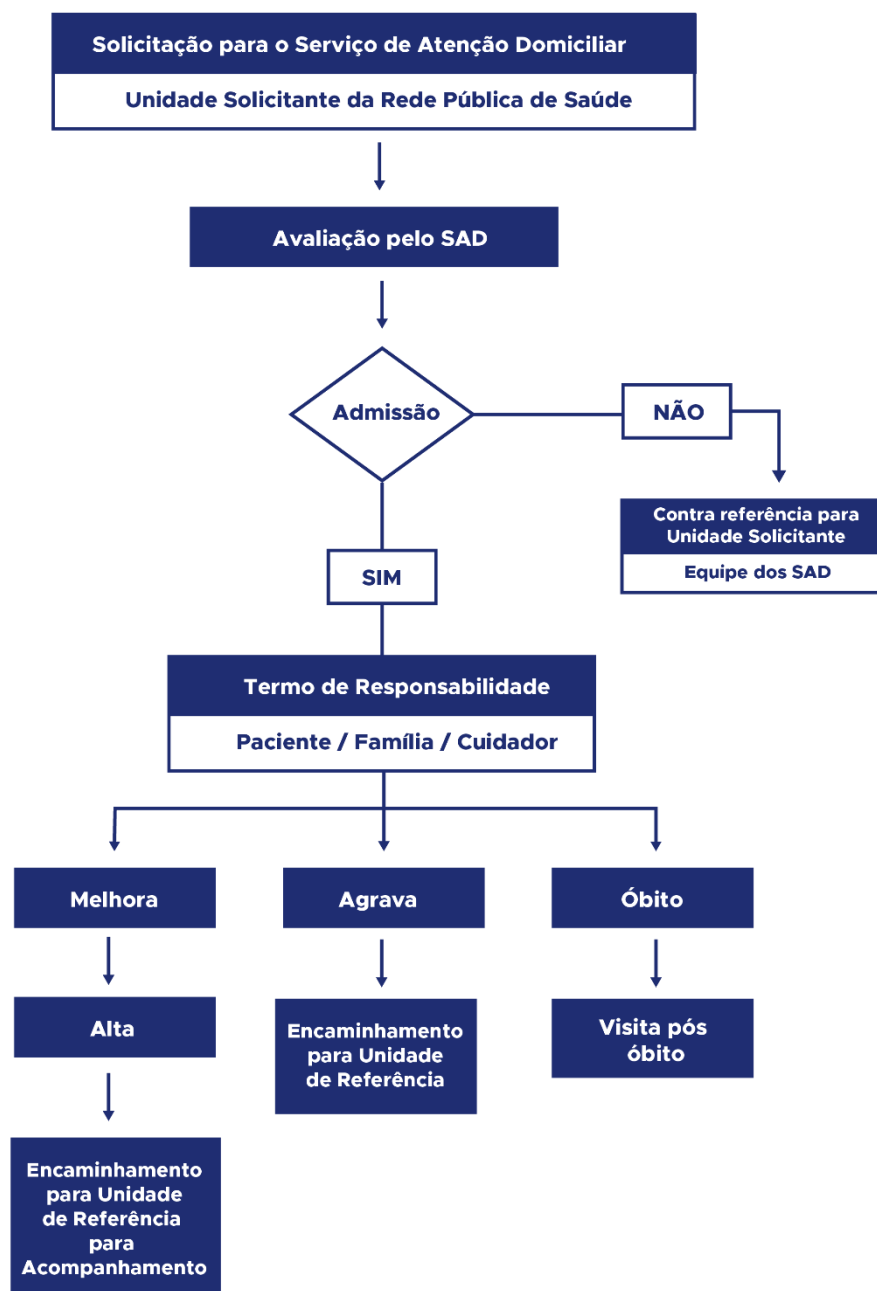 Solicitação para o Serviço de Atenção Domiciliar
Unidade Solicitante da Rede Pública de Saúde
Avaliação pelo SAD
Admissão
NÃO
Contra referência para
Unidade Solicitante
Equipe dos SAD
SIM
Termo de Responsabilidade
Paciente / Família / Cuidador
Melhora
Agrava
Óbito
Alta
Encaminhamento
para Unidade
de Referência
Visita pós
óbito
Encaminhamento
para Unidade
de Referência
para
Acompanhamento